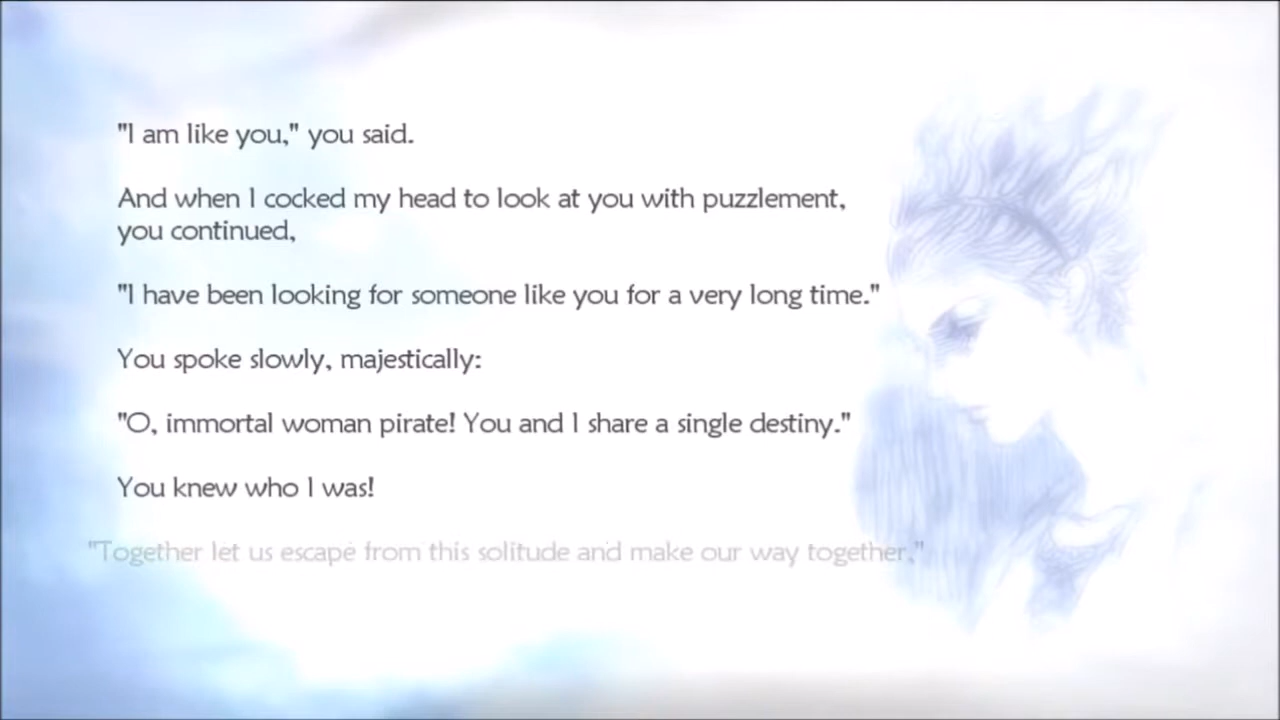 "I am like you," you said.
And when I cocked my head to look at you with puzzlement,
you continued,
"I have been looking for someone like you for a very long time."
You spoke slowly, majestically:
"O, immortal woman pirate! You and I share a single destiny."
You knew who I was!
"Together let us escape from this solitude and make our way together."